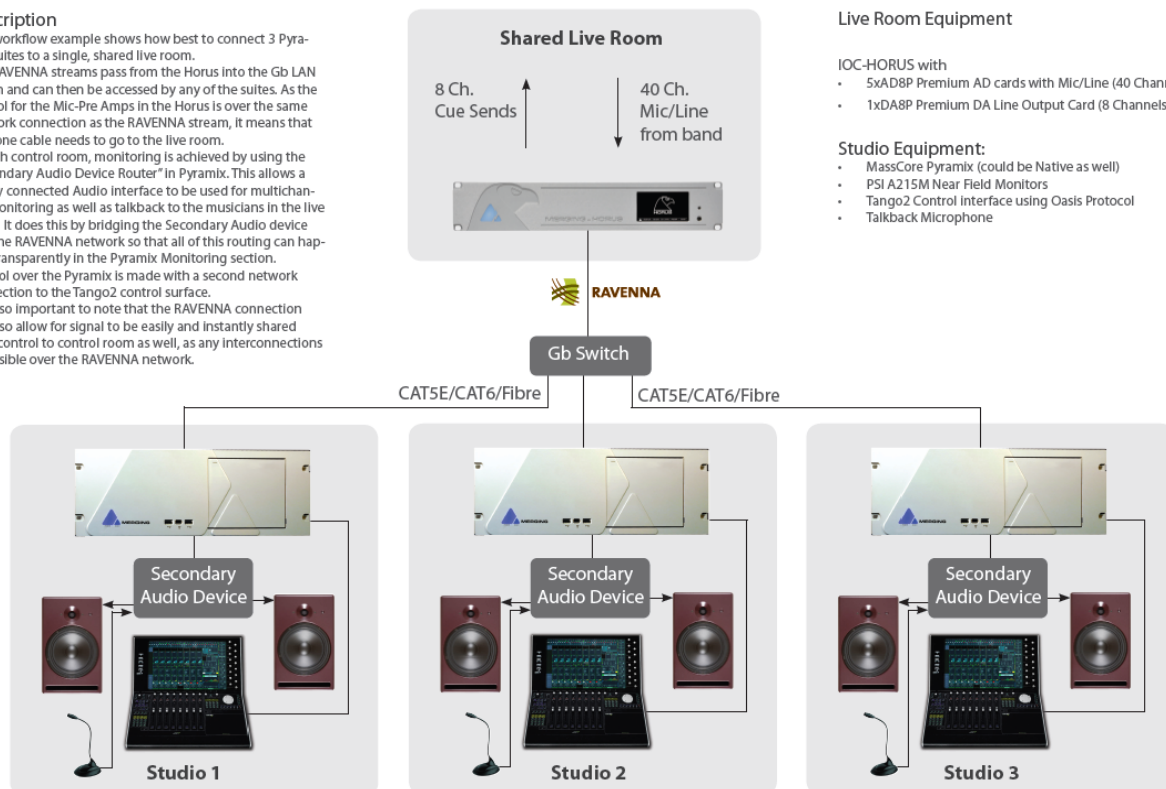 cription
workflow example shows how best to connect 3 Pyra-
uites to a single, shared live room.
AVENNA streams pass from the Horus into the Gb LAN
n and can then be accessed by any of the suites. As the
ol for the Mic-Pre Amps in the Horus is over the same
ork connection as the RAVENNA stream, it means that
one cable needs to go to the live room.
ch control room, monitoring is achieved by using the
ndary Audio Device Router" in Pyramix. This allows a
y connected Audio interface to be used for multichan-
onitoring as well as talkback to the musicians in the live
. It does this by bridging the Secondary Audio device
he RAVENNA network so that all of this routing can hap-
ransparently in the Pyramix Monitoring section.
ol over the Pyramix is made with a second network
ection to the Tango2 control surface.
so important to note that the RAVENNA connection
so allow for signal to be easily and instantly shared
control to control room as well, as any interconnections
sible over the RAVENNA network.
Shared Live Room
8 Ch.
Cue Sends
40 Ch.
Mic/Line
from band
MERGING HORUS
RAVENNA
Live Room Equipment
IOC-HORUS with
• 5xAD8P Premium AD cards with Mic/Line (40 Chann
• 1xDA8P Premium DA Line Output Card (8 Channels
Studio Equipment:
• MassCore Pyramix (could be Native as well)
• PSI A215M Near Field Monitors
• Tango2 Control interface using Oasis Protocol
• Talkback Microphone
Gb Switch
CAT5E/CAT6/Fibre
CAT5E/CAT6/Fibre
MERGING
MERGING
MERGING
Secondary
Audio Device
Secondary
Audio Device
Secondary
Audio Device
Studio 1
Studio 2
Studio 3